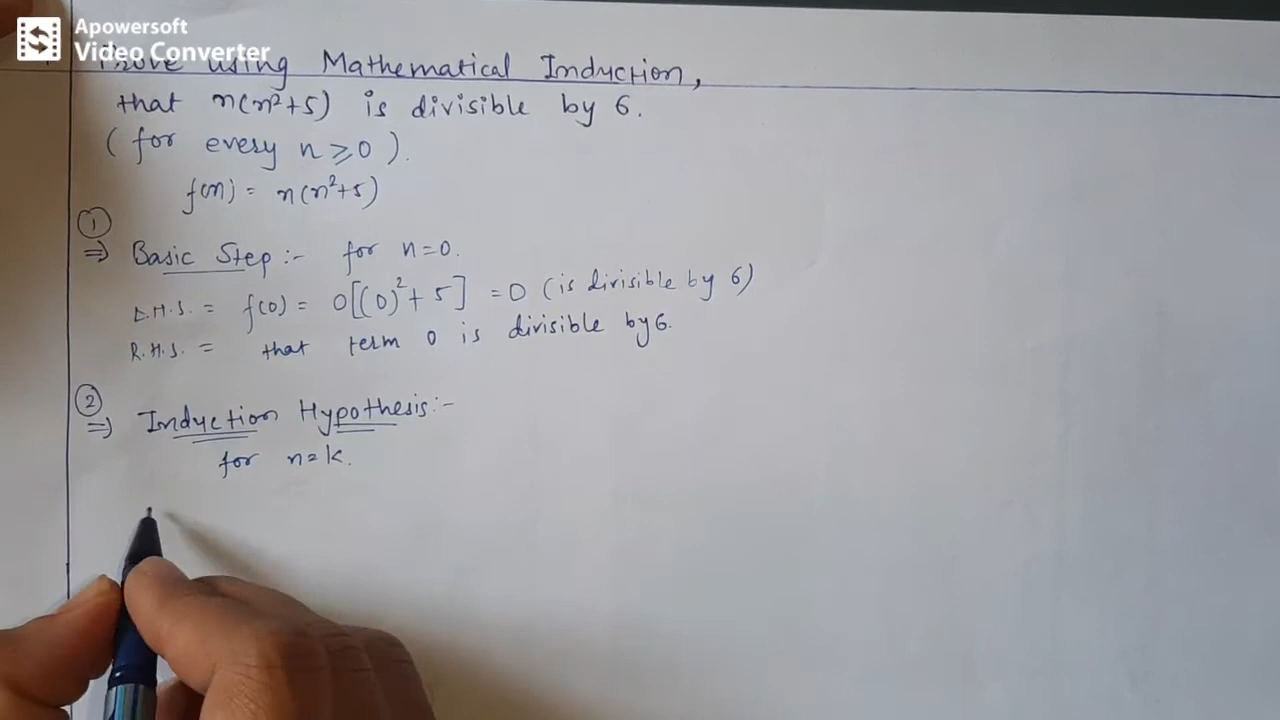 Apowersoft
Video Converter
Prove using Mathematical Induction,
that n(n²+5) is divisible by 6.
(for every n ≥ 0).
f(n) = n(n²+5)
①
⇒ Basic Step :- for n=0.
L.H.S. = f(0) = 0[(0)²+ 5] = 0 (is divisible by 6)
R.H.S. = that term 0 is divisible by 6.
②
⇒ Induction Hypothesis :-
for n=k.